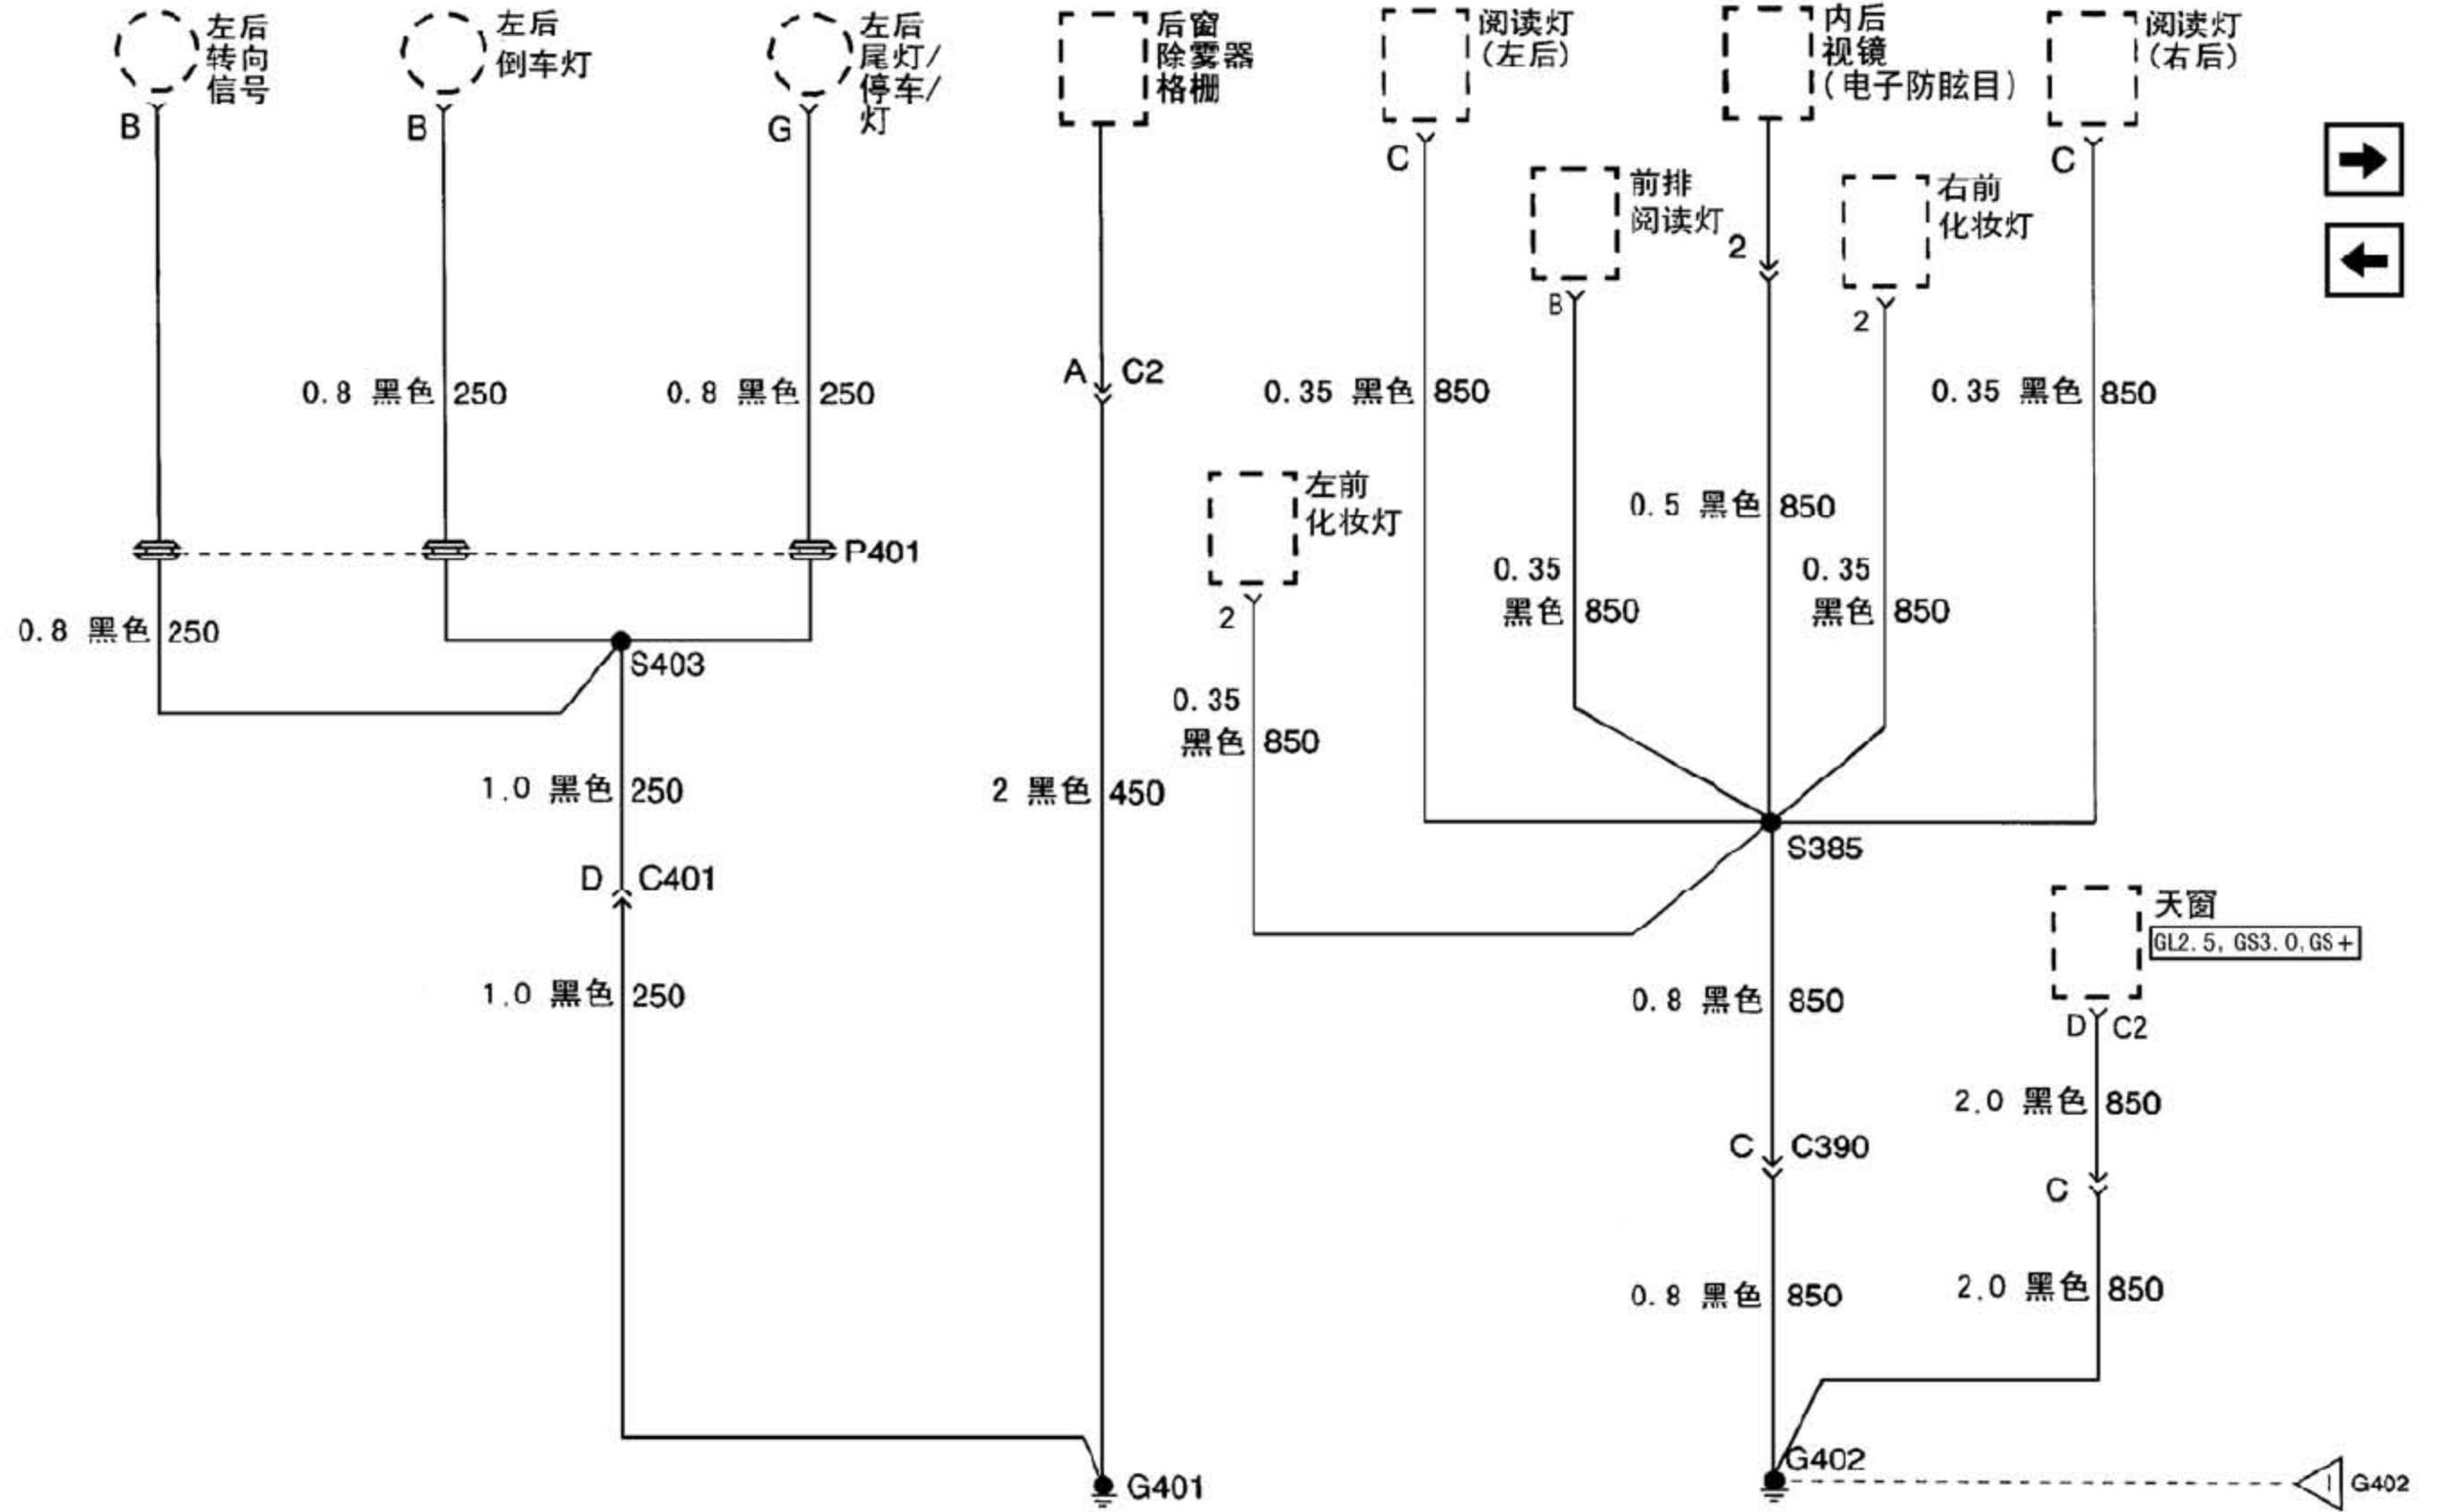 左后
转向
信号
B
左后
倒车灯
B
左后
尾灯/
停车/
灯
G
后窗
除雾器
格栅
阅读灯
(左后)
C
内后
视镜
(电子防眩目)
阅读灯
(右后)
C
前排
阅读灯
B
2
右前
化妆灯
2
A C2
0.8 黑色 250
0.8 黑色 250
0.35 黑色 850
0.35 黑色 850
左前
化妆灯
2
0.5 黑色 850
P401
0.35
黑色 850
0.35
黑色 850
0.8 黑色 250
S403
0.35
黑色 850
1.0 黑色 250
2 黑色 450
S385
D C401
天窗
GL2.5, GS3.0,GS+
1.0 黑色 250
0.8 黑色 850
D C2
2.0 黑色 850
C C390
C
0.8 黑色 850
2.0 黑色 850
G401
G402
I G402